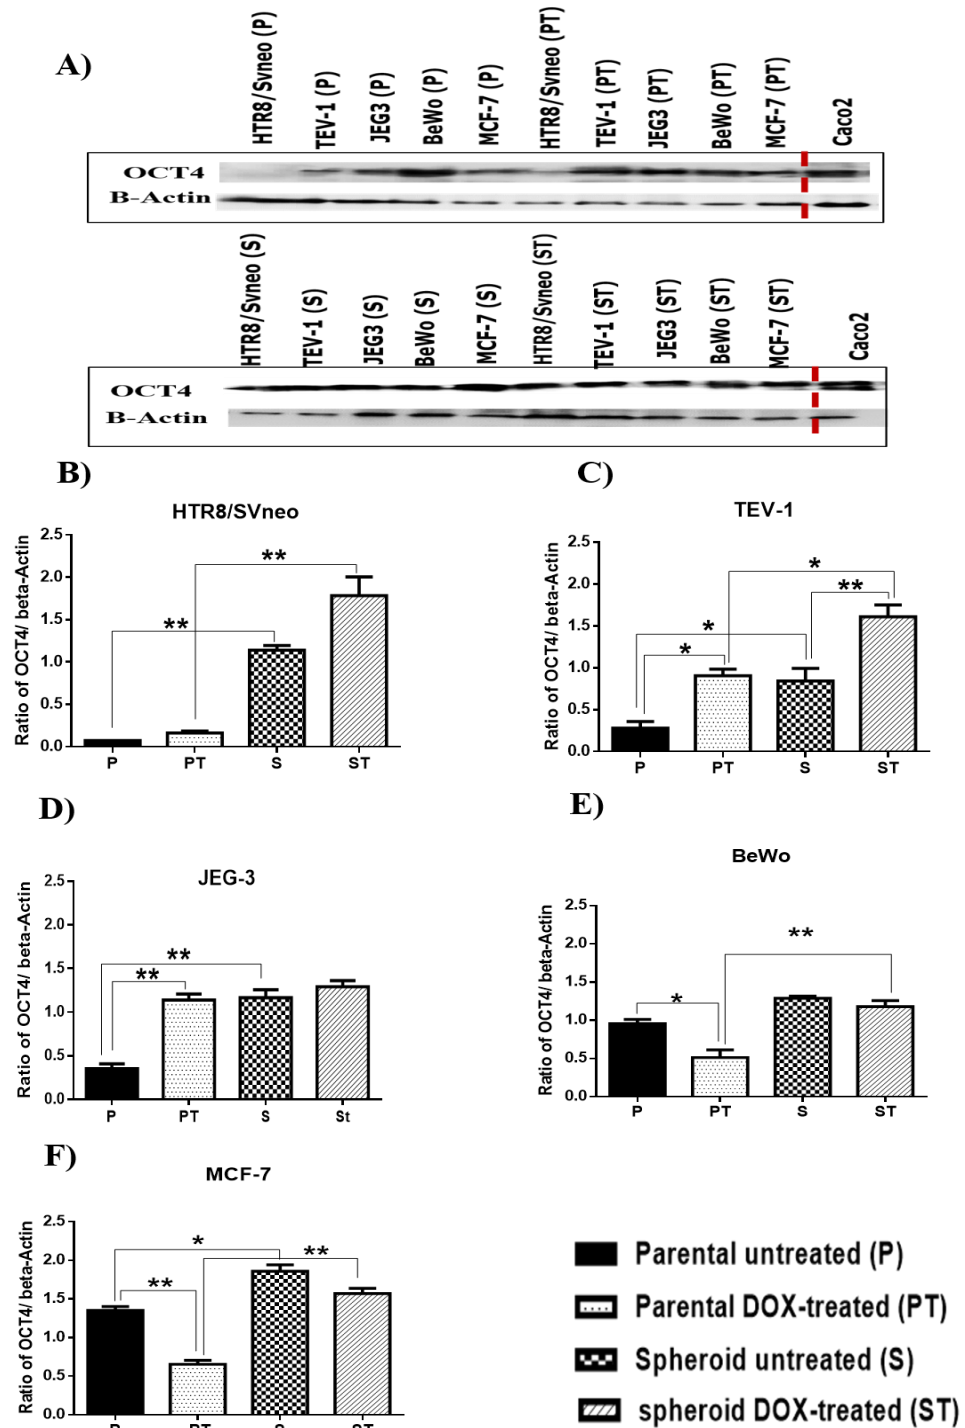 A)
HTR8/Svneo (P)
TEV-1 (P)
JEG3 (P)
BeWo (P)
MCF-7 (P)
HTR8/Svneo (PT)
TEV-1 (PT)
JEG3 (PT)
BeWo (PT)
MCF-7 (PT)
Caco2
OCT4
B-Actin
HTR8/Svneo (S)
TEV-1 (S)
JEG3 (S)
BeWo (S)
MCF-7 (S)
HTR8/Svneo (ST)
TEV-1 (ST)
JEG3 (ST)
BeWo (ST)
MCF-7 (ST)
Caco2
OCT4
B-Actin
B)
HTR8/SVneo
Ratio of OCT4/ beta-Actin
2.5
2.0
1.5
1.0
0.5
0.0
**
**
P PT S ST
C)
TEV-1
Ratio of OCT4/ beta-Actin
2.5
2.0
1.5
1.0
0.5
0.0
*
**
*
*
P PT S ST
D)
JEG-3
Ratio of OCT4/ beta-Actin
2.5
2.0
1.5
1.0
0.5
0.0
**
**
P PT S St
E)
BeWo
Ratio of OCT4/ beta-Actin
2.5
2.0
1.5
1.0
0.5
0.0
**
*
P PT S ST
F)
MCF-7
Ratio of OCT4/ beta-Actin
2.5
2.0
1.5
1.0
0.5
0.0
*
**
**
P PT S ST
Parental untreated (P)
Parental DOX-treated (PT)
Spheroid untreated (S)
spheroid DOX-treated (ST)